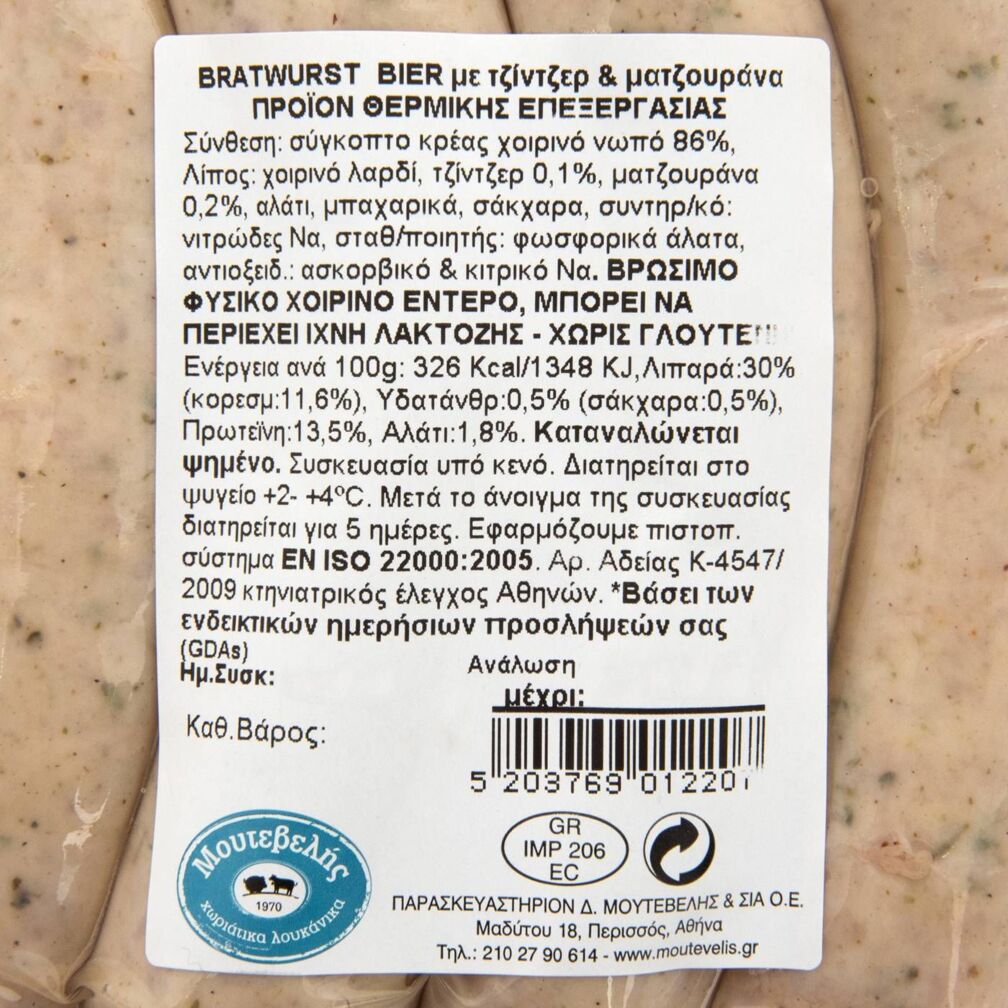 BRATWURST BIER με τζίντζερ & ματζουράνα
ΠΡΟΪΟΝ ΘΕΡΜΙΚΗΣ ΕΠΕΞΕΡΓΑΣΙΑΣ
Σύνθεση: σύγκοπτο κρέας χοιρινό νωπό 86%,
Λίπος: χοιρινό λαρδί, τζίντζερ 0,1%, ματζουράνα
0,2%, αλάτι, μπαχαρικά, σάκχαρα, συντηρ/κό:
νιτρώδες Να, σταθ/ποιητής: φωσφορικά άλατα,
αντιοξειδ.: ασκορβικό & κιτρικό Να. ΒΡΩΣΙΜΟ
ΦΥΣΙΚΟ ΧΟΙΡΙΝΟ ΕΝΤΕΡΟ, ΜΠΟΡΕΙ ΝΑ
ΠΕΡΙΕΧΕΙ ΙΧΝΗ ΛΑΚΤΟΖΗΣ - ΧΩΡΙΣ
Ενέργεια ανά 100g: 326 Kcal/1348 KJ, Λιπαρά:30%
(κορεσμ:11,6%), Υδατάνθρ:0,5% (σάκχαρα:0,5%),
Πρωτεϊνη:13,5%, Αλάτι:1,8%. Καταναλώνεται
ψημένο. Συσκευασία υπό κενό. Διατηρείται στο
ψυγείο +2- +4°C. Μετά το άνοιγμα της συσκευασίας
διατηρείται για 5 ημέρες. Εφαρμόζουμε πιστοπ.
σύστημα EN ISO 22000:2005. Αρ. Αδείας Κ-4547/
2009 κτηνιατρικός έλεγχος Αθηνών. *Βάσει των
ενδεικτικών ημερήσιων προσλήψεών σας
(GDAs)
Ημ.Συσκ:
Ανάλωση
μέχρι:
Καθ.Βάρος:
5 203769 01220
Μουτεβελής
1970
χωριάτικα λουκάνικα
GR
IMP 206
EC
ΠΑΡΑΣΚΕΥΑΣΤΗΡΙΟΝ Δ. ΜΟΥΤΕΒΕΛΗΣ & ΣΙΑ Ο.Ε.
Μαδύτου 18, Περισσός, Αθήνα
Τηλ.: 210 27 90 614 - www.moutevelis.gr